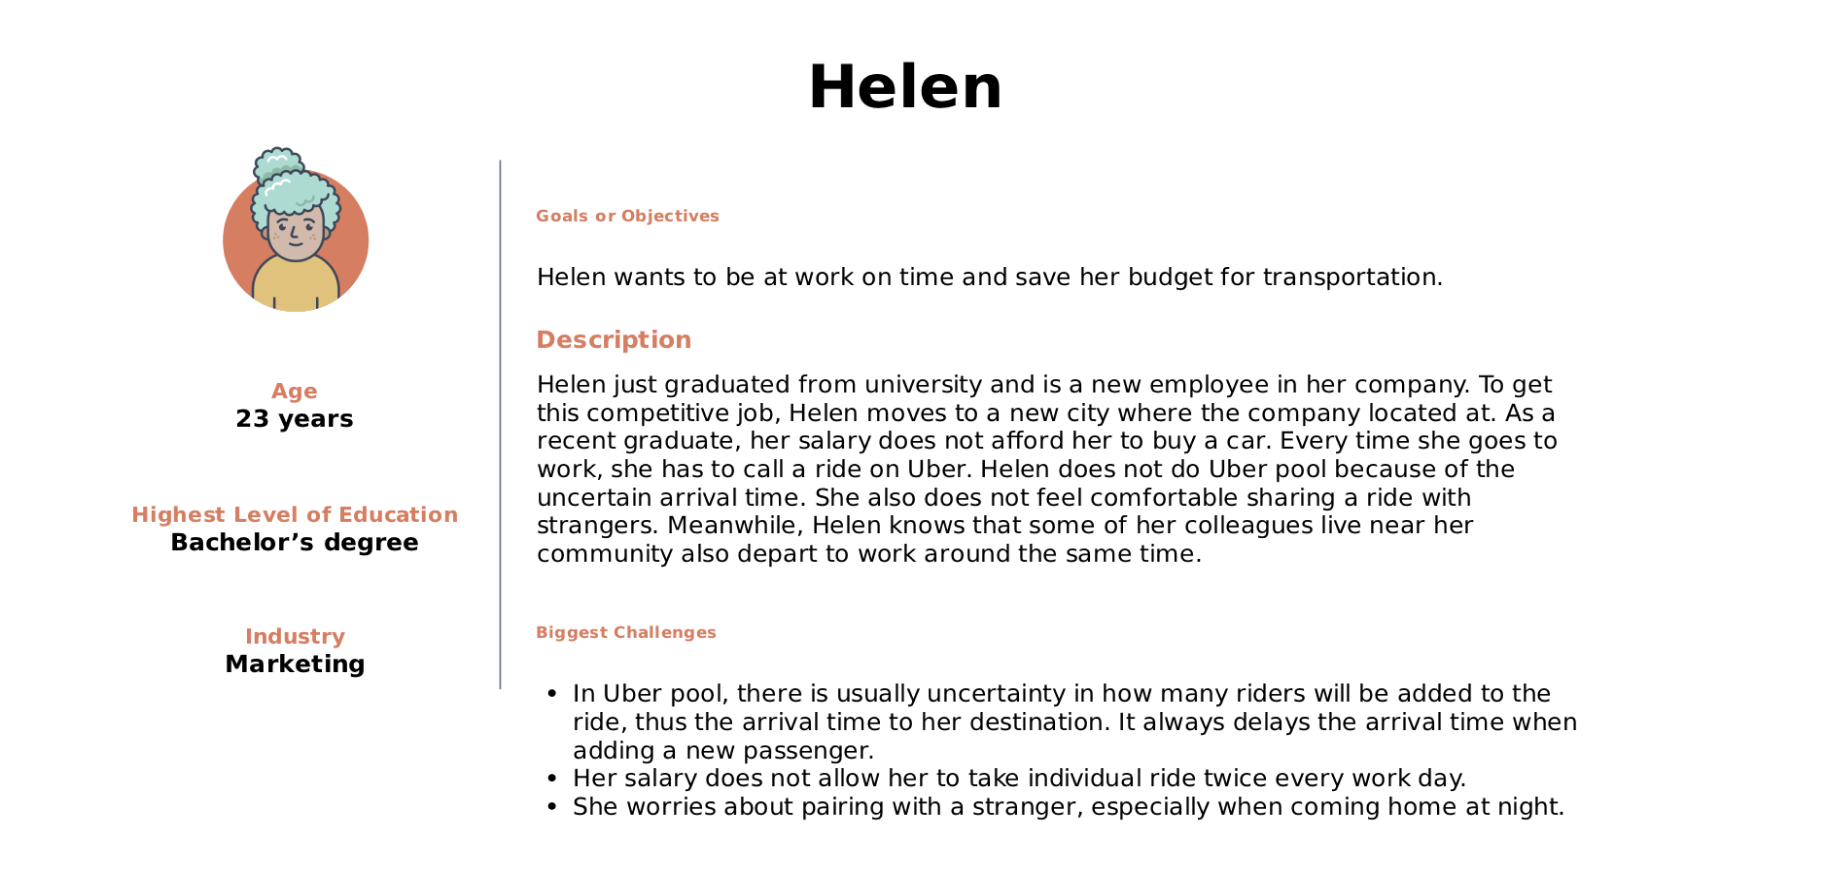 Helen
Age
23 years
Highest Level of Education
Bachelor’s degree
Industry
Marketing
Goals or Objectives
Helen wants to be at work on time and save her budget for transportation.
Description
Helen just graduated from university and is a new employee in her company. To get
this competitive job, Helen moves to a new city where the company located at. As a
recent graduate, her salary does not afford her to buy a car. Every time she goes to
work, she has to call a ride on Uber. Helen does not do Uber pool because of the
uncertain arrival time. She also does not feel comfortable sharing a ride with
strangers. Meanwhile, Helen knows that some of her colleagues live near her
community also depart to work around the same time.
Biggest Challenges
• In Uber pool, there is usually uncertainty in how many riders will be added to the
ride, thus the arrival time to her destination. It always delays the arrival time when
adding a new passenger.
• Her salary does not allow her to take individual ride twice every work day.
• She worries about pairing with a stranger, especially when coming home at night.